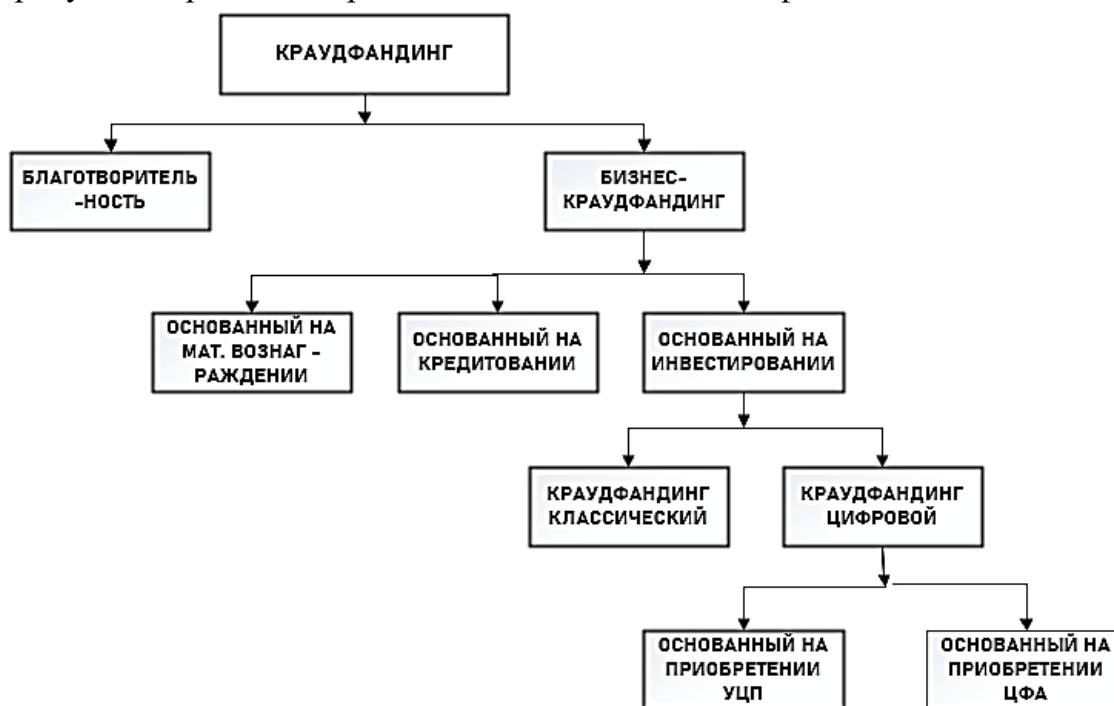 КРАУДФАНДИНГ
БЛАГОТВОРИТЕЛЬ
-НОСТЬ
БИЗНЕС-
КРАУДФАНДИНГ
ОСНОВАННЫЙ НА
МАТ. ВОЗНАГ -
РАЖДЕНИИ
ОСНОВАННЫЙ НА
КРЕДИТОВАНИИ
ОСНОВАННЫЙ НА
ИНВЕСТИРОВАНИИ
КРАУДФАНДИНГ
КЛАССИЧЕСКИЙ
КРАУДФАНДИНГ
ЦИФРОВОЙ
ОСНОВАННЫЙ НА
ПРИОБРЕТЕНИИ
УЦП
ОСНОВАННЫЙ НА
ПРИОБРЕТЕНИИ
ЦФА